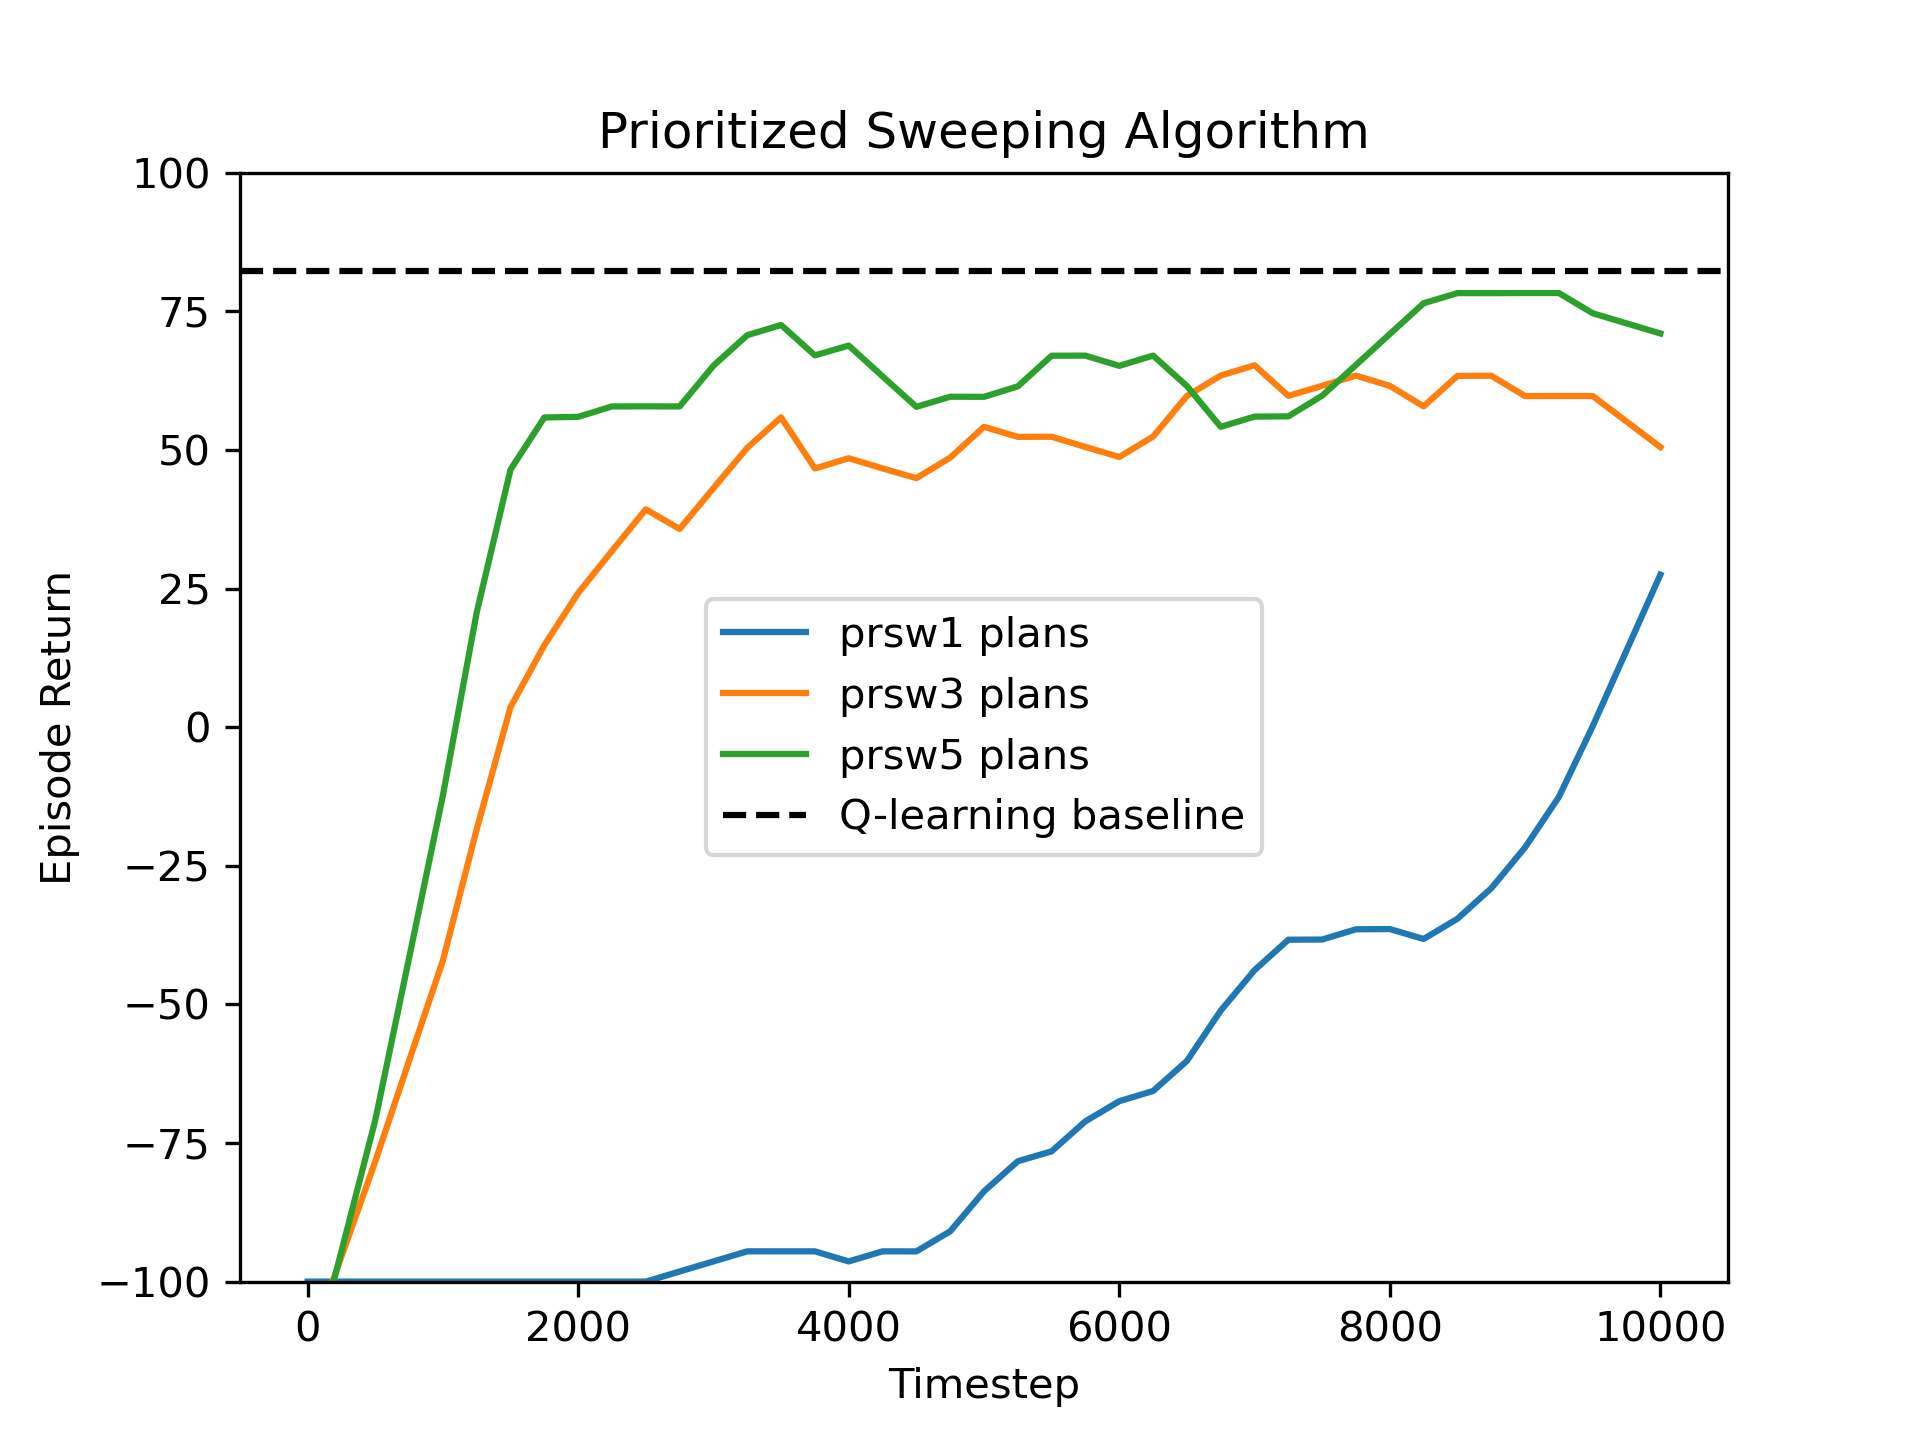 Prioritized Sweeping Algorithm
100
75
50
25
0
−25
−50
−75
−100
Episode Return
prsw1 plans
prsw3 plans
prsw5 plans
Q-learning baseline
0 2000 4000 6000 8000 10000
Timestep